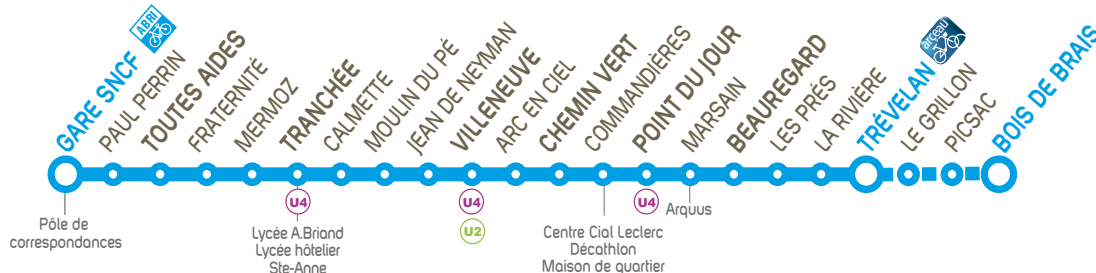 GARE SNCF
ABRI
PAUL PERRIN
TOUTES AIDES
FRATERNITÉ
MERMOZ
TRANCHÉE
CALMETTE
MOULIN DU PÉ
JEAN DE NEYMAN
VILLENEUVE
ARC EN CIEL
CHEMIN VERT
COMMANDIÈRES
POINT DU JOUR
MARSAIN
BEAUREGARD
LES PRÉS
LA RIVIÈRE
TRÉVELAN
arceau
LE GRILLON
PICSAC
BOIS DE BRAIS
Pôle de
correspondances
U4
Lycée A.Briand
Lycée hôtelier
Ste-Anne
U4
U2
Centre Cial Leclerc
Décathlon
Maison de quartier
U4
Arquus